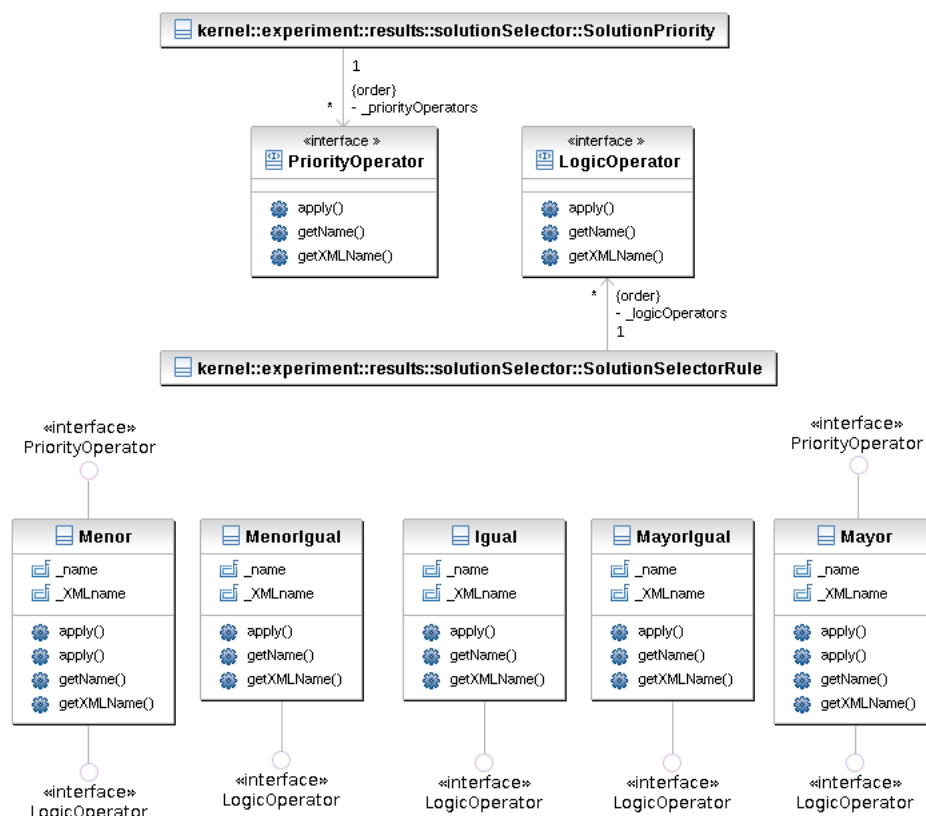 kernel::experiment::results::solutionSelector::SolutionPriority
1
{order}
* - _priorityOperators
«interface »
PriorityOperator
apply()
getName()
getXMLName()
«interface »
LogicOperator
apply()
getName()
getXMLName()
* {order}
- _logicOperators
1
kernel::experiment::results::solutionSelector::SolutionSelectorRule
«interface»
PriorityOperator
«interface»
PriorityOperator
Menor
_name
_XMLname
apply()
apply()
getName()
getXMLName()
MenorIgual
_name
_XMLname
apply()
getName()
getXMLName()
Igual
_name
_XMLname
apply()
getName()
getXMLName()
MayorIgual
_name
_XMLname
apply()
getName()
getXMLName()
Mayor
_name
_XMLname
apply()
apply()
getName()
getXMLName()
«interface»
LogicOperator
«interface»
LogicOperator
«interface»
LogicOperator
«interface»
LogicOperator
«interface»
LogicOperator